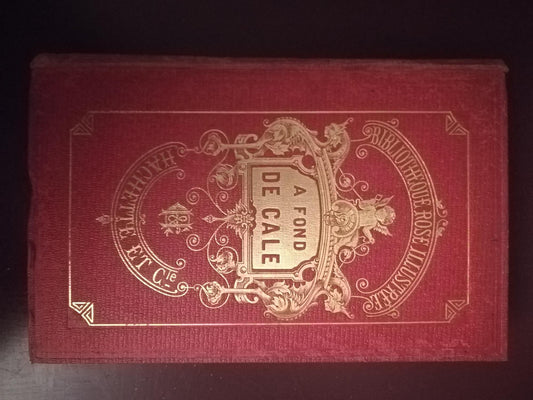 BIBLIOTHÈQUE ROSE ILLUSTRÉE
A FOND
DE CALE
HACHETTE ET Cie